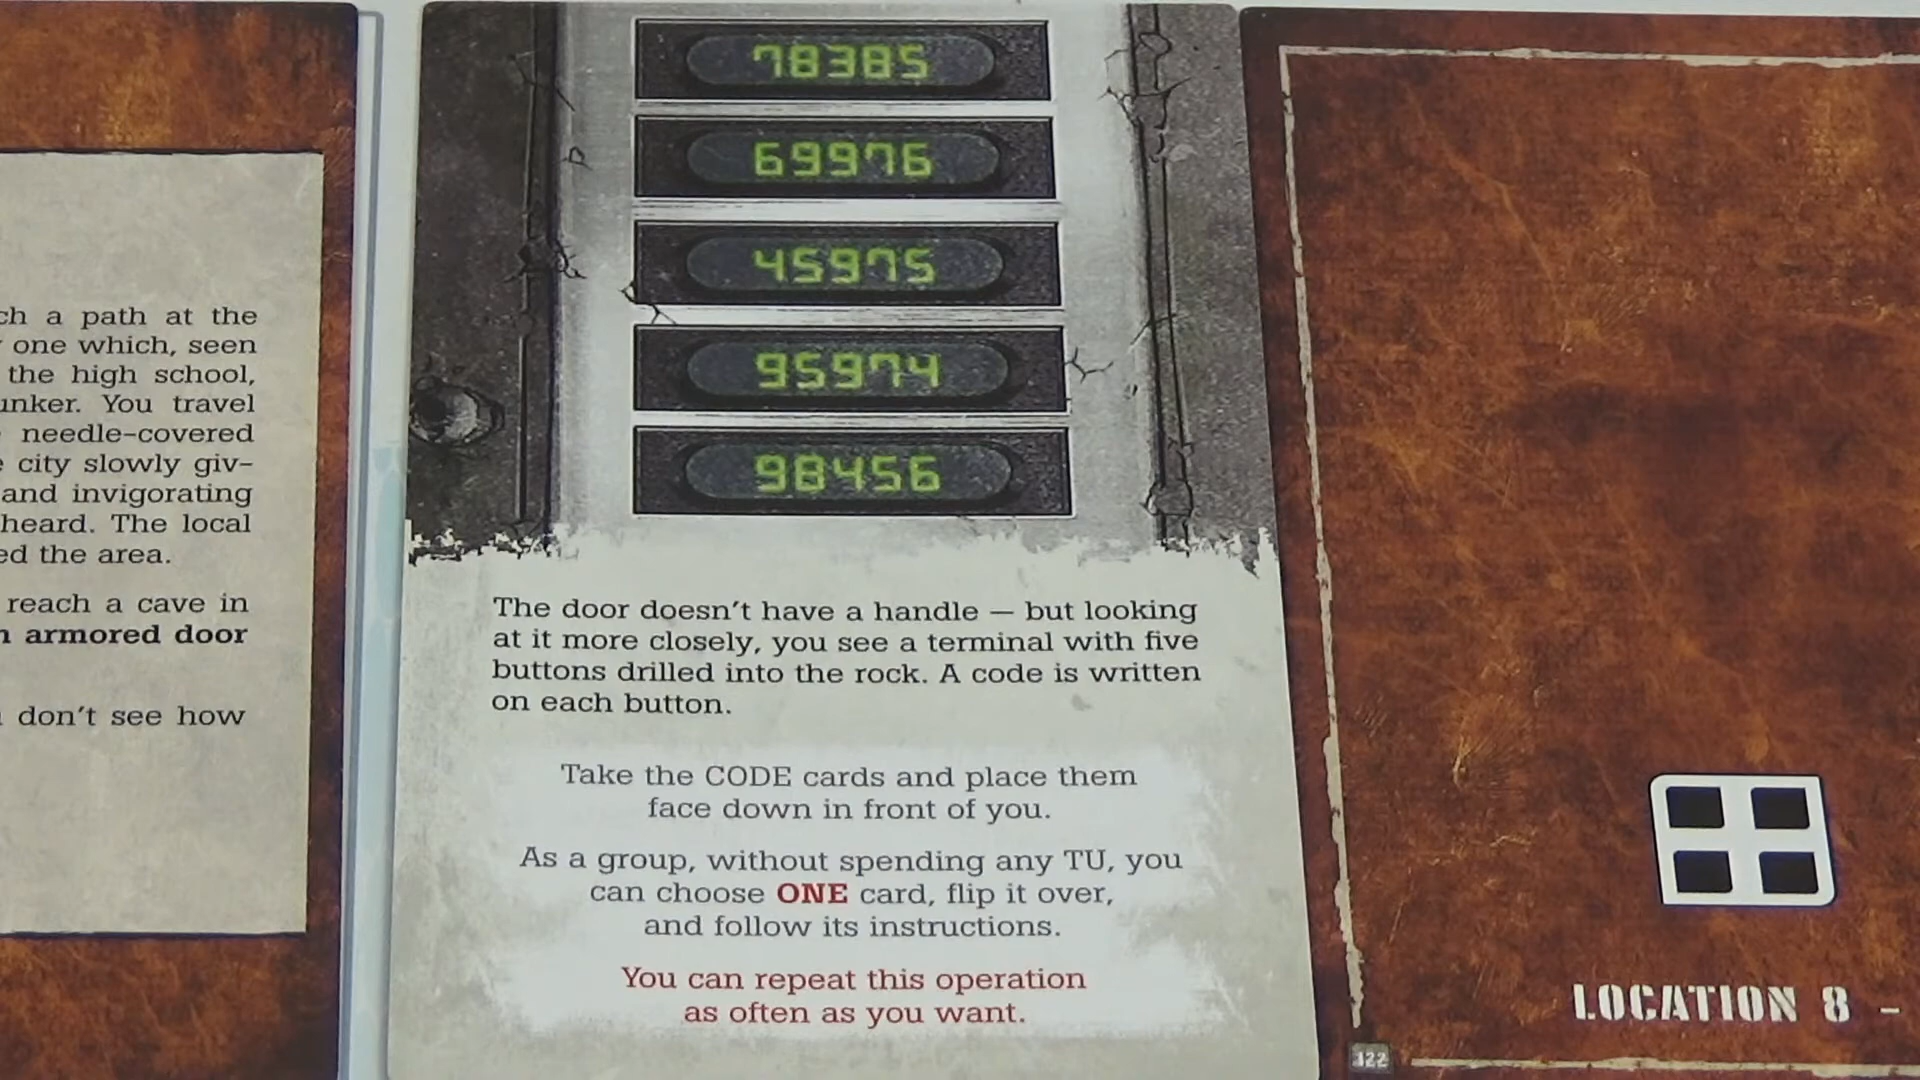 ch a path at the
one which, seen
the high school,
unker. You travel
needle-covered
city slowly giv-
and invigorating
heard. The local
ed the area.
reach a cave in
armored door
don't see how
78385
69976
45975
95974
98456
The door doesn't have a handle — but looking
at it more closely, you see a terminal with five
buttons drilled into the rock. A code is written
on each button.
Take the CODE cards and place them
face down in front of you.
As a group, without spending any TU, you
can choose ONE card, flip it over,
and follow its instructions.
You can repeat this operation
as often as you want.
LOCATION 8 -
122